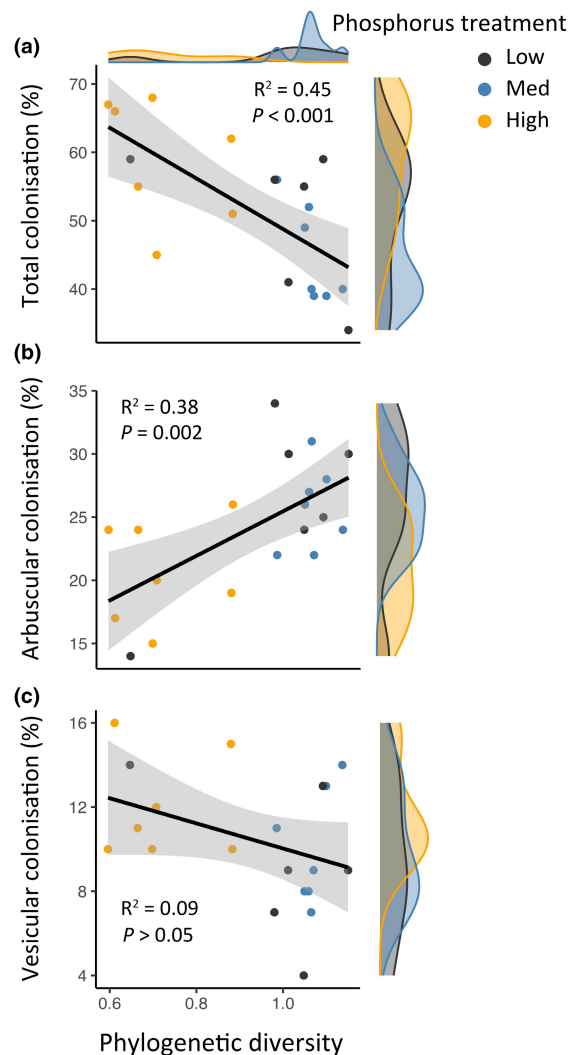 Phosphorus treatment
Low
Med
High
(a)
Total colonisation (%)
70
60
50
40
R² = 0.45
P < 0.001
(b)
Arbuscular colonisation (%)
35
30
25
20
15
R² = 0.38
P = 0.002
(c)
Vesicular colonisation (%)
16
12
8
4
R² = 0.09
P > 0.05
0.6 0.8 1.0
Phylogenetic diversity